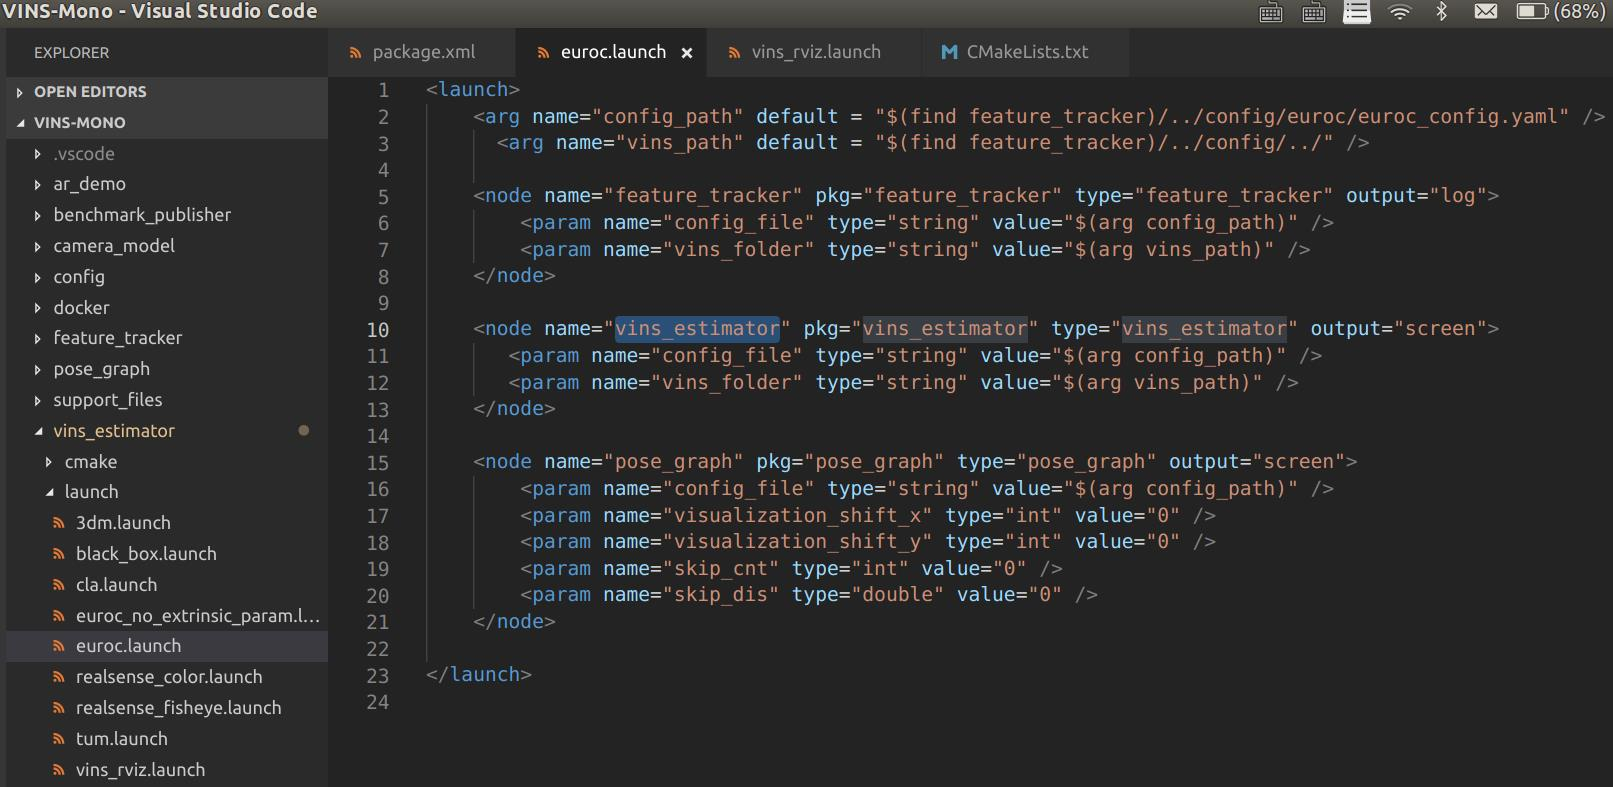 VINS-Mono - Visual Studio Code
(68%)
EXPLORER
OPEN EDITORS
VINS-MONO
.vscode
ar_demo
benchmark_publisher
camera_model
config
docker
feature_tracker
pose_graph
support_files
vins_estimator
cmake
launch
3dm.launch
black_box.launch
cla.launch
euroc_no_extrinsic_param.l...
euroc.launch
realsense_color.launch
realsense_fisheye.launch
tum.launch
vins_rviz.launch
package.xml euroc.launch × vins_rviz.launch M CMakeLists.txt
1 <launch>
2 <arg name="config_path" default = "$(find feature_tracker)/../config/euroc/euroc_config.yaml" />
3 <arg name="vins_path" default = "$(find feature_tracker)/../config/../" />
4
5 <node name="feature_tracker" pkg="feature_tracker" type="feature_tracker" output="log">
6 <param name="config_file" type="string" value="$(arg config_path)" />
7 <param name="vins_folder" type="string" value="$(arg vins_path)" />
8 </node>
9
10 <node name="vins_estimator" pkg="vins_estimator" type="vins_estimator" output="screen">
11 <param name="config_file" type="string" value="$(arg config_path)" />
12 <param name="vins_folder" type="string" value="$(arg vins_path)" />
13 </node>
14
15 <node name="pose_graph" pkg="pose_graph" type="pose_graph" output="screen">
16 <param name="config_file" type="string" value="$(arg config_path)" />
17 <param name="visualization_shift_x" type="int" value="0" />
18 <param name="visualization_shift_y" type="int" value="0" />
19 <param name="skip_cnt" type="int" value="0" />
20 <param name="skip_dis" type="double" value="0" />
21 </node>
22
23 </launch>
24